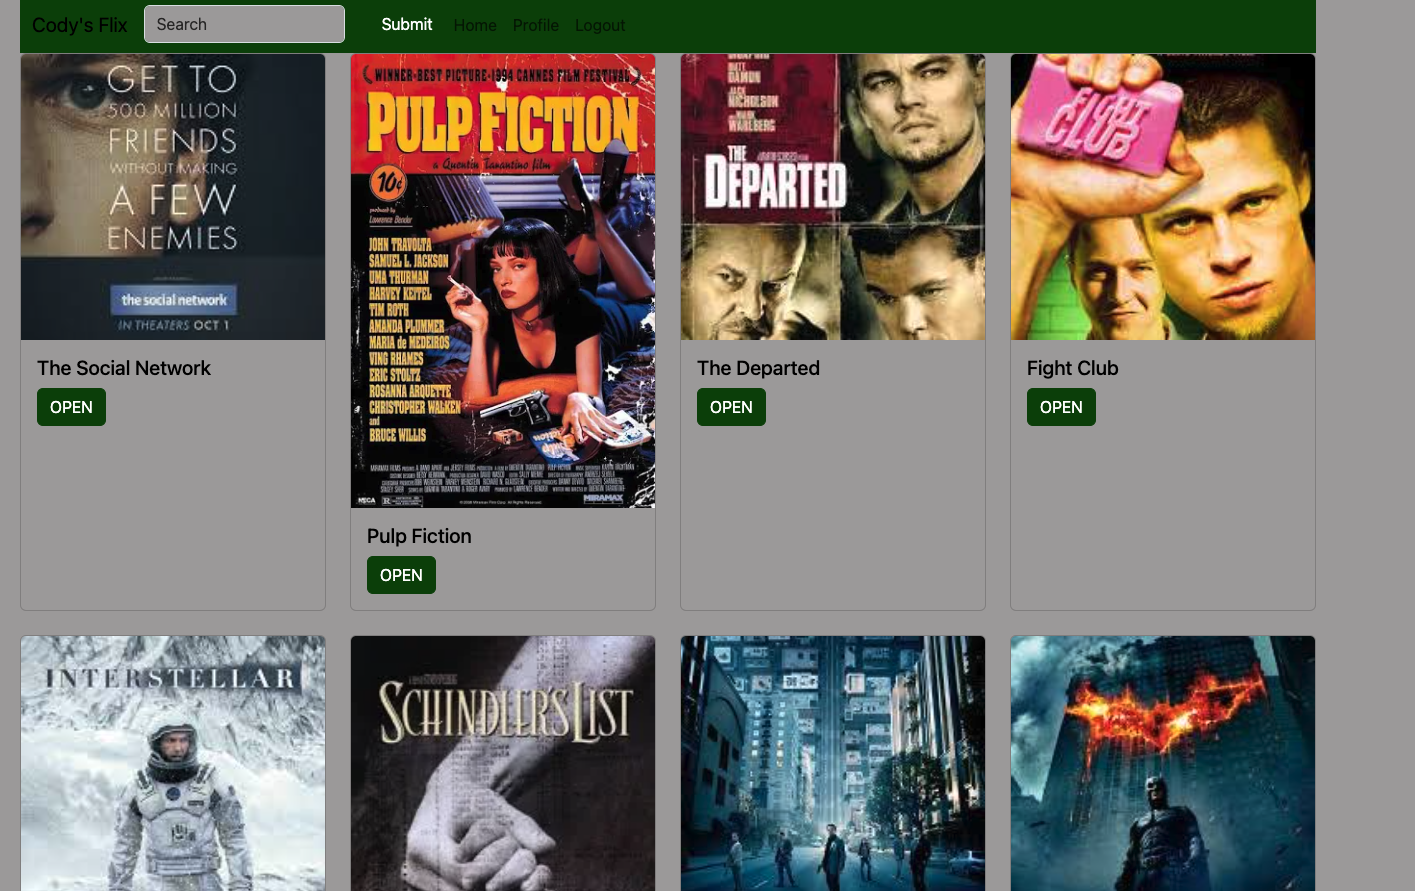 Cody's Flix
Search
Submit
Home
Profile
Logout
GET TO
500 MILLION
FRIENDS
WITHOUT MAKING
A FEW
ENEMIES
the social network
IN THEATERS OCT 1
The Social Network
OPEN
WINNER-BEST PICTURE-1994 CANNES FILM FESTIVAL
PULP FICTION
a Quentin Tarantino film
10¢
produced by
Lawrence Bender
JOHN TRAVOLTA
SAMUEL L. JACKSON
UMA THURMAN
HARVEY KEITEL
TIM ROTH
AMANDA PLUMMER
MARIA de MEDEIROS
VING RHAMES
ERIC STOLTZ
ROSANNA ARQUETTE
CHRISTOPHER WALKEN
and
BRUCE WILLIS
MIRAMAX
Pulp Fiction
OPEN
MATT
DAMON
JACK
NICHOLSON
MARK
WAHLBERG
THE
DEPARTED
The Departed
OPEN
FIGHT
CLUB
Fight Club
OPEN
INTERSTELLAR
SCHINDLER'S LIST